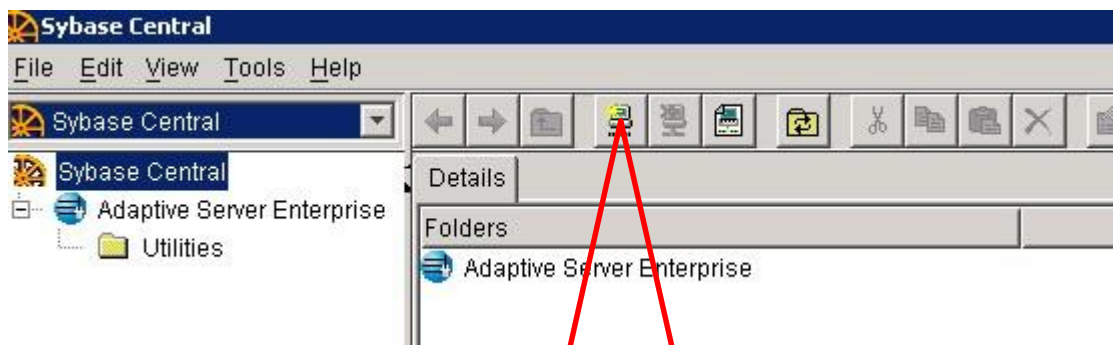 Sybase Central
File Edit View Tools Help
Sybase Central
Sybase Central
Adaptive Server Enterprise
Utilities
Details
Folders
Adaptive Server Enterprise